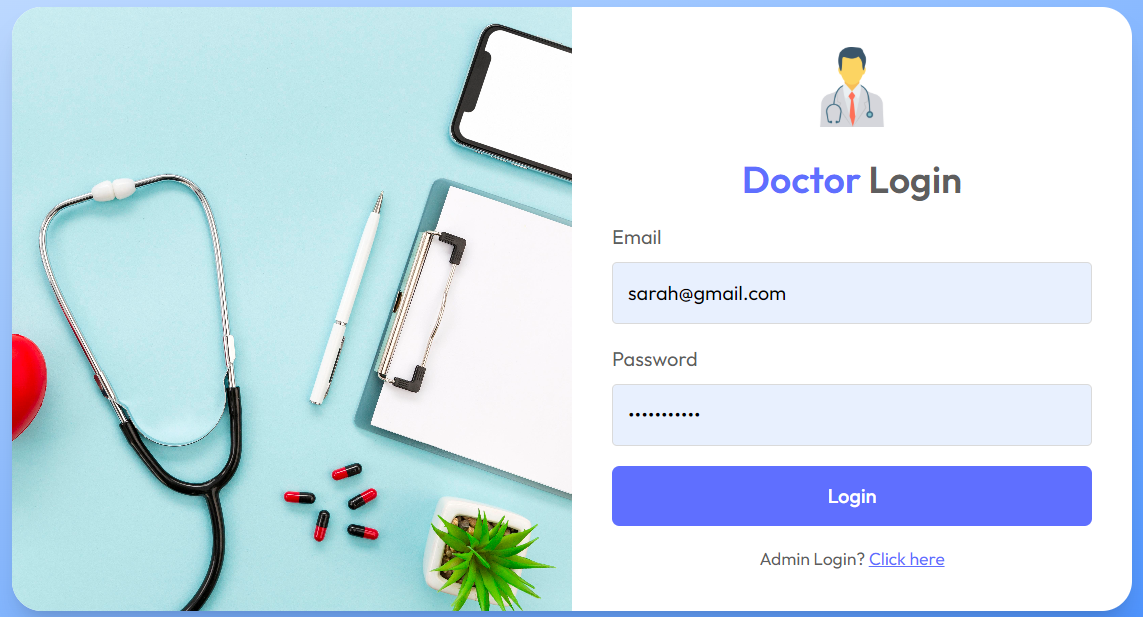 Doctor Login
Email
sarah@gmail.com
Password
•••••••••••
Login
Admin Login? Click here